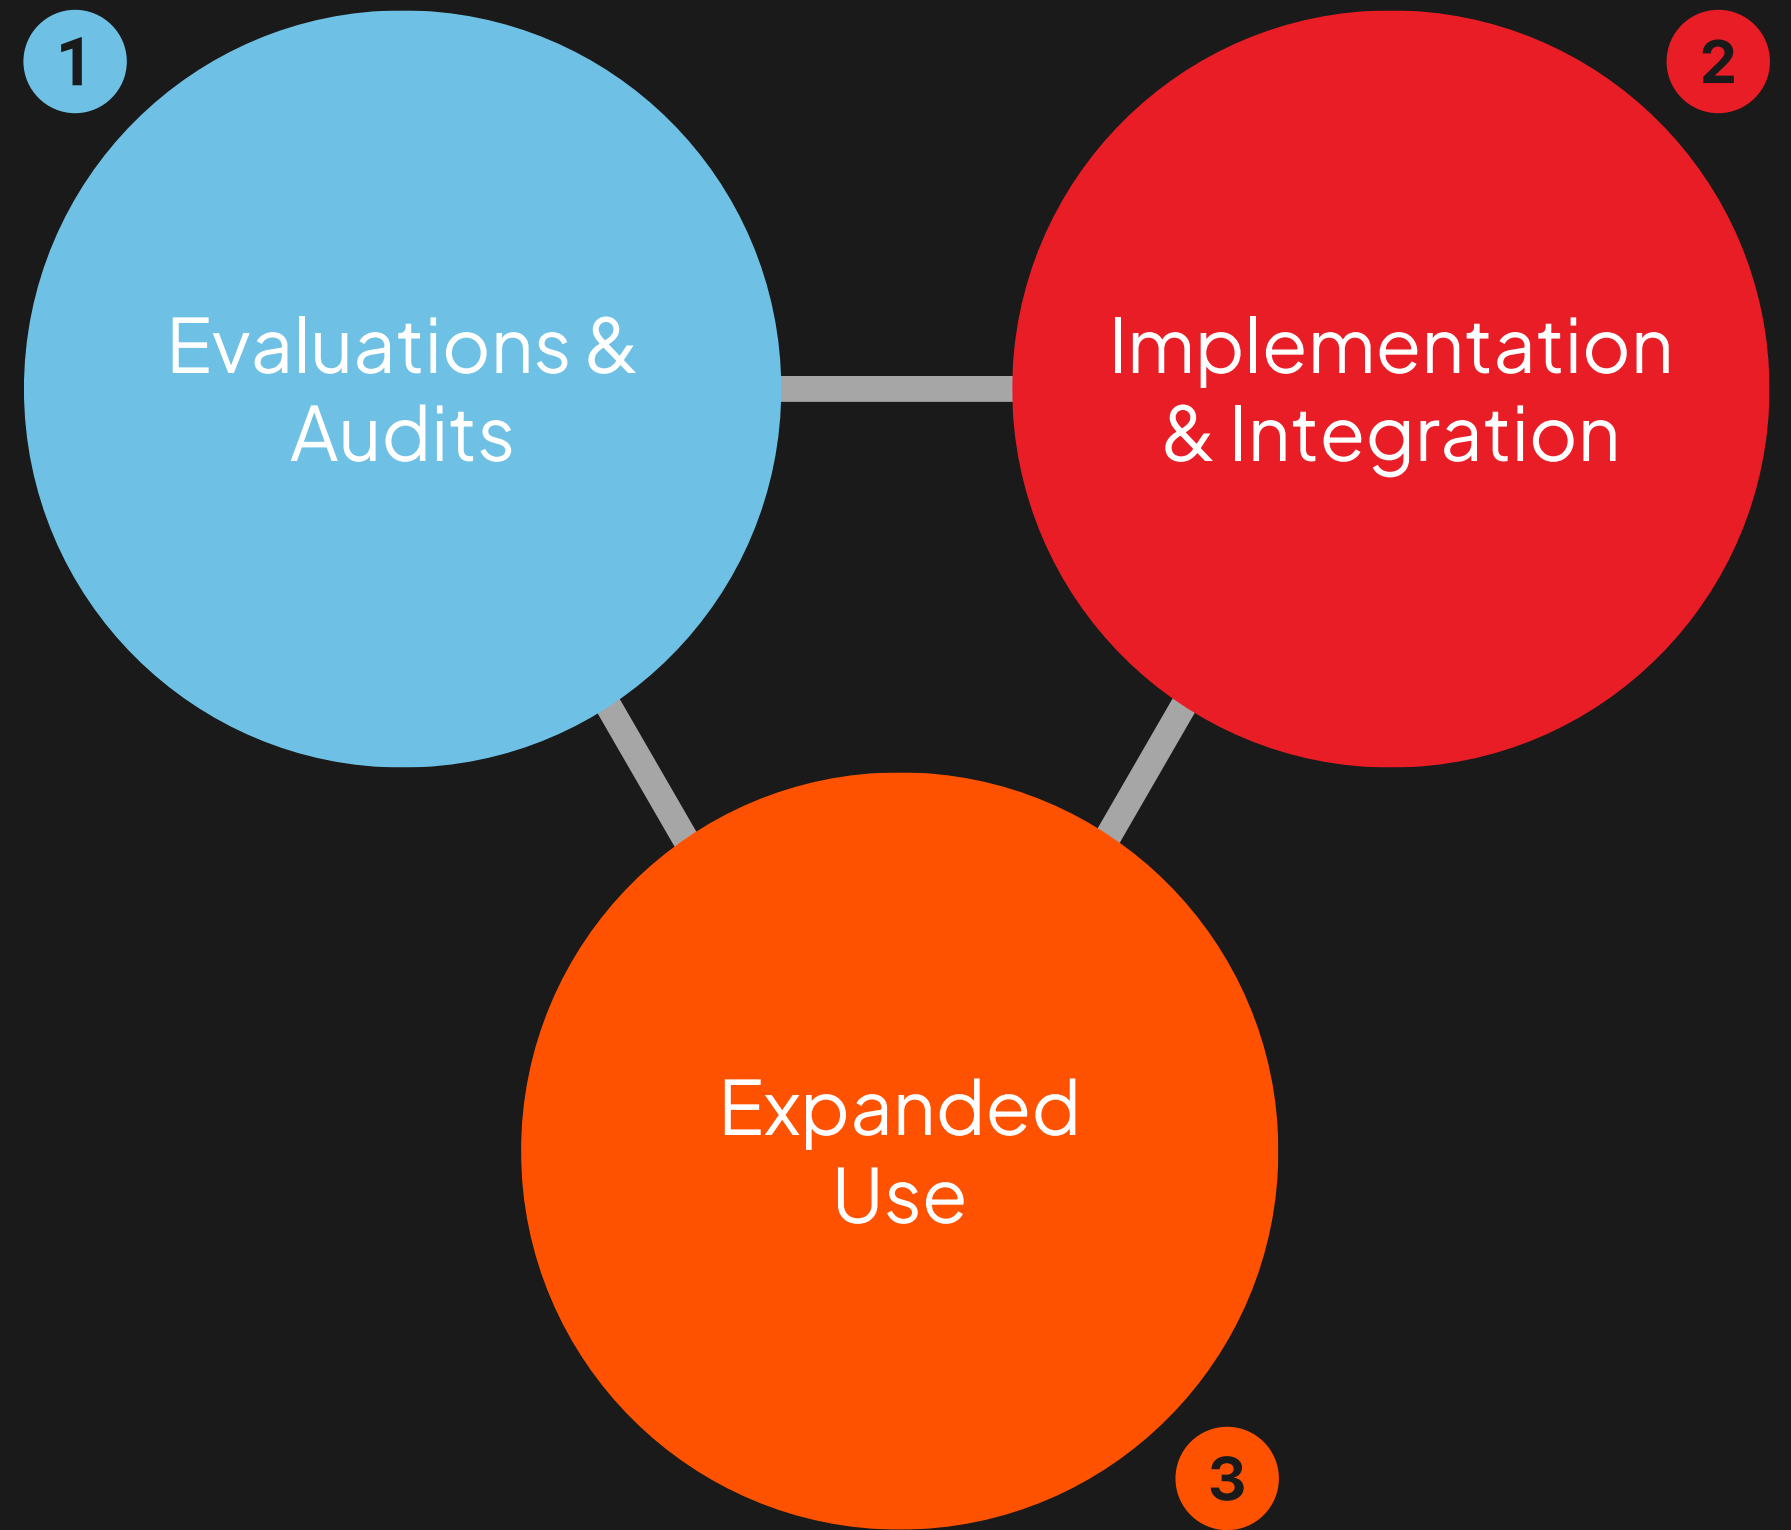 1
Evaluations &
Audits
2
Implementation
& Integration
Expanded
Use
3